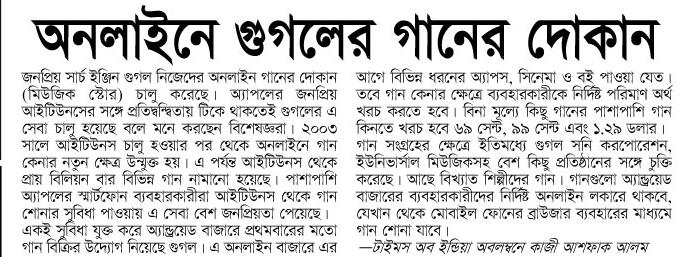 অনলাইনে গুগলের গানের দোকান
জনপ্রিয় সার্চ ইঞ্জিন গুগল নিজেদের অনলাইন গানের দোকান
(মিউজিক স্টোর) চালু করেছে। অ্যাপলের জনপ্রিয়
আইটিউনসের সঙ্গে প্রতিদ্বন্দ্বিতায় টিকে থাকতেই গুগলের এ
সেবা চালু হয়েছে বলে মনে করছেন বিশেষজ্ঞরা। ২০০৩
সালে আইটিউনস চালু হওয়ার পর থেকে অনলাইনে গান
কেনার নতুন ক্ষেত্র উন্মুক্ত হয়। এ পর্যন্ত আইটিউনস থেকে
প্রায় বিলিয়ন বার বিভিন্ন গান নামানো হয়েছে। পাশাপাশি
অ্যাপলের স্মার্টফোন ব্যবহারকারীরা আইটিউনস থেকে গান
শোনার সুবিধা পাওয়ায় এ সেবা বেশ জনপ্রিয়তা পেয়েছে।
একই সুবিধা যুক্ত করে অ্যান্ড্রয়েড বাজারে প্রথমবারের মতো
গান বিক্রির উদ্যোগ নিয়েছে গুগল। এ অনলাইন বাজারে এর
আগে বিভিন্ন ধরনের অ্যাপস, সিনেমা ও বই পাওয়া যেত।
তবে গান কেনার ক্ষেত্রে ব্যবহারকারীকে নির্দিষ্ট পরিমাণ অর্থ
খরচ করতে হবে। বিনা মূল্যে কিছু গানের পাশাপাশি গান
কিনতে খরচ হবে ৬৯ সেন্ট, ৯৯ সেন্ট এবং ১.২৯ ডলার।
গান সংগ্রহের ক্ষেত্রে ইতিমধ্যে গুগল সনি করপোরেশন,
ইউনিভার্সাল মিউজিকসহ বেশ কিছু প্রতিষ্ঠানের সঙ্গে চুক্তি
করেছে। আছে বিখ্যাত শিল্পীদের গান। গানগুলো অ্যান্ড্রয়েড
বাজারের ব্যবহারকারীদের নির্দিষ্ট অনলাইন লকারে থাকবে,
যেখান থেকে মোবাইল ফোনের ব্রাউজার ব্যবহারের মাধ্যমে
গান শোনা যাবে।
—টাইমস অব ইন্ডিয়া অবলম্বনে কাজী আশফাক আলম